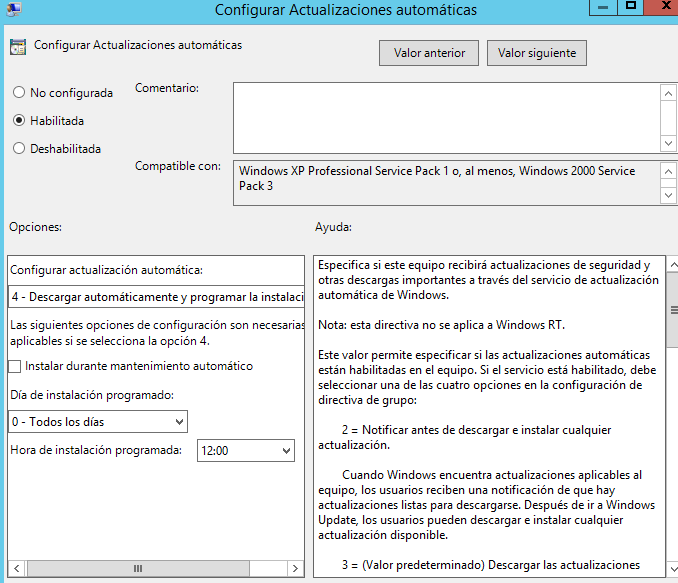 Configurar Actualizaciones automáticas
Configurar Actualizaciones automáticas
Valor anterior
Valor siguiente
No configurada
Comentario:
Habilitada
Deshabilitada
Compatible con:
Windows XP Professional Service Pack 1 o, al menos, Windows 2000 Service
Pack 3
Opciones:
Ayuda:
Configurar actualización automática:
4 - Descargar automáticamente y programar la instalaci
Las siguientes opciones de configuración son necesarias
aplicables si se selecciona la opción 4.
Instalar durante mantenimiento automático
Día de instalación programado:
0 - Todos los días
Hora de instalación programada:
12:00
Especifica si este equipo recibirá actualizaciones de seguridad y
otras descargas importantes a través del servicio de actualización
automática de Windows.
Nota: esta directiva no se aplica a Windows RT.
Este valor permite especificar si las actualizaciones automáticas
están habilitadas en el equipo. Si el servicio está habilitado, debe
seleccionar una de las cuatro opciones en la configuración de
directiva de grupo:
2 = Notificar antes de descargar e instalar cualquier
actualización.
Cuando Windows encuentra actualizaciones aplicables al
equipo, los usuarios reciben una notificación de que hay
actualizaciones listas para descargarse. Después de ir a Windows
Update, los usuarios pueden descargar e instalar cualquier
actualización disponible.
3 = (Valor predeterminado) Descargar las actualizaciones